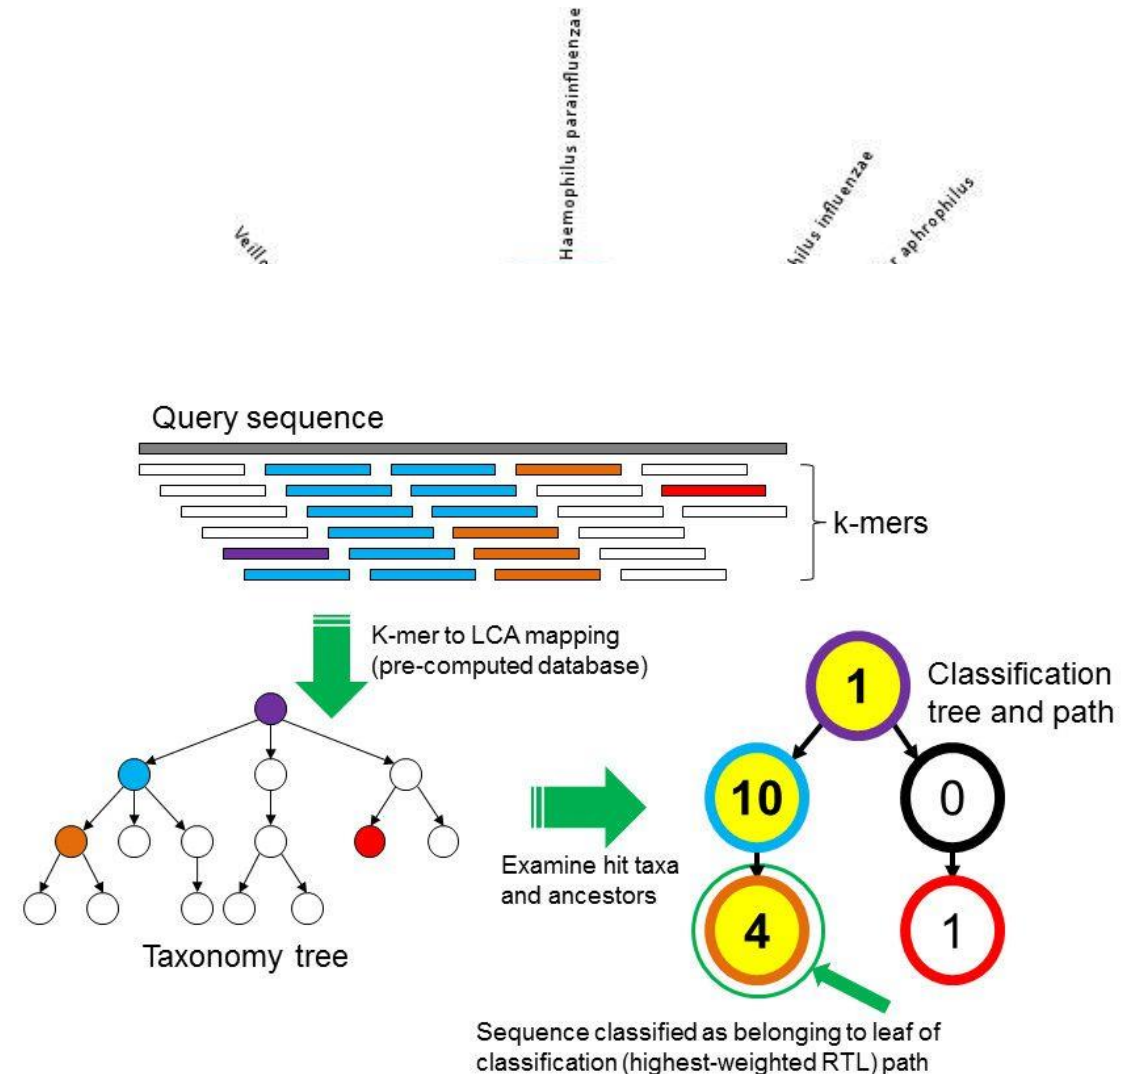 Haemophilus parainfluenzae
aphrophilus
Query sequence
k-mers
K-mer to LCA mapping
(pre-computed database)
Classification
tree and path
1
10
0
4
1
Examine hit taxa
and ancestors
Taxonomy tree
Sequence classified as belonging to leaf of
classification (highest-weighted RTL) path